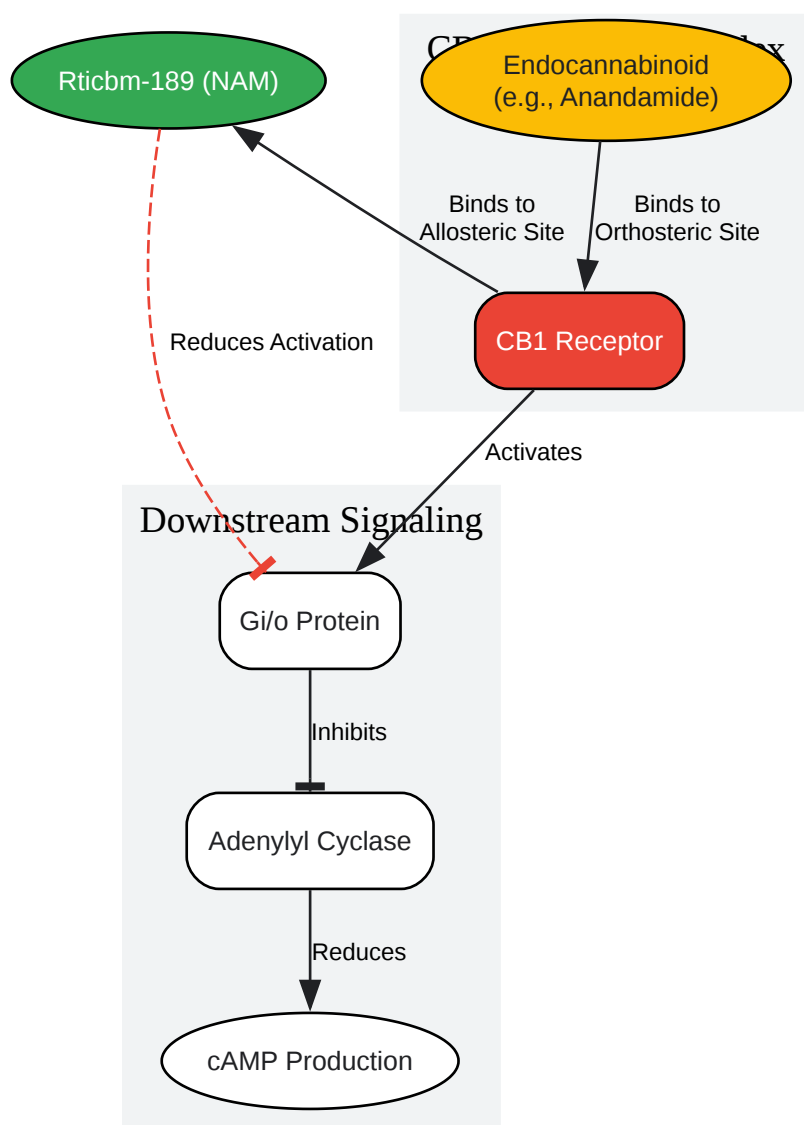 Rticbm-189 (NAM)
Endocannabinoid
(e.g., Anandamide)
Binds to
Allosteric Site
Binds to
Orthosteric Site
CB1 Receptor
Reduces Activation
Activates
Downstream Signaling
Gi/o Protein
Inhibits
Adenylyl Cyclase
Reduces
cAMP Production